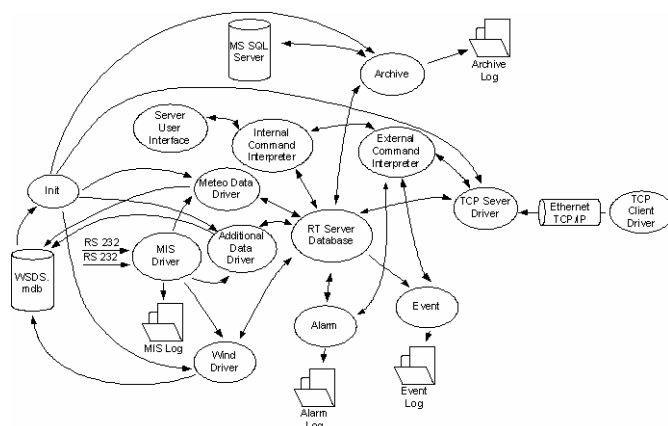 MS SQL
Server
Archive
Archive
Log
Server
User
Interface
Internal
Command
Interpreter
External
Command
Interpreter
Init
Meteo Data
Driver
TCP Sever
Driver
Ethernet
TCP/IP
TCP
Client
Driver
RS 232
RS 232
MIS
Driver
Additional
Data
Driver
RT Server
Database
WSDS.
mdb
MIS Log
Wind
Driver
Alarm
Event
Alarm
Log
Event
Log